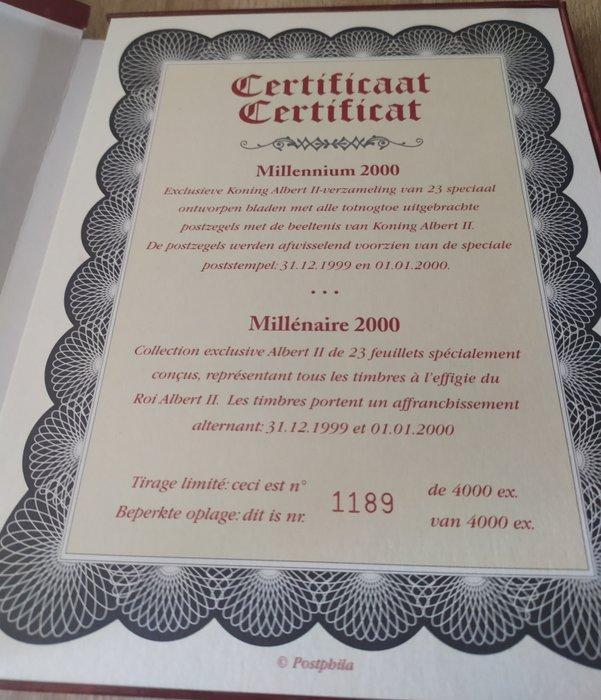 Certificaat
Certificat
Millennium 2000
Exclusieve Koning Albert II-verzameling van 23 speciaal
ontworpen bladen met alle totnogtoe uitgebrachte
postzegels met de beeltenis van Koning Albert II.
De postzegels werden afwisselend voorzien van de speciale
poststempel: 31.12.1999 en 01.01.2000.
• • •
Millénaire 2000
Collection exclusive Albert II de 23 feuillets spécialement
conçus, représentant tous les timbres à l'effigie du
Roi Albert II. Les timbres portent un affranchissement
alternant: 31.12.1999 et 01.01.2000
Tirage limité: ceci est n° 1189 de 4000 ex.
Beperkte oplage: dit is nr. van 4000 ex.
© Postphila